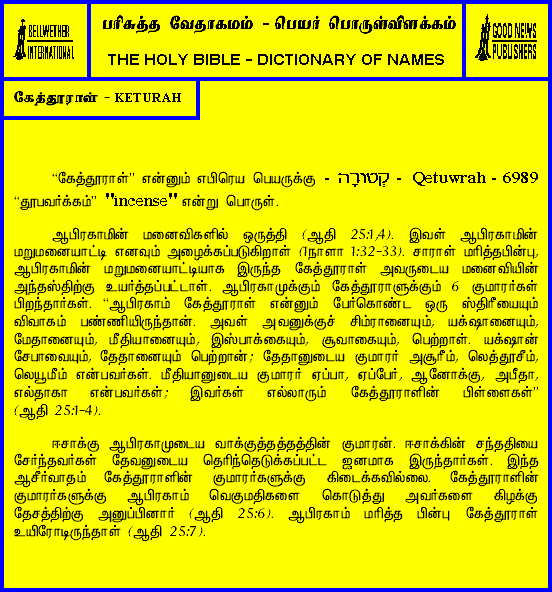 BELLWETHER
INTERNATIONAL
பரிசுத்த வேதாகமம் - பெயர் பொருள்விளக்கம்
THE HOLY BIBLE - DICTIONARY OF NAMES
GOOD NEWS
PUBLISHERS
கேத்தூராள் - KETURAH
“கேத்தூராள்” என்னும் எபிரெய பெயருக்கு - קְטוּרָה - Qetuwrah - 6989
“தூபவர்க்கம்” "incense" என்று பொருள்.
ஆபிரகாமின் மனைவிகளில் ஒருத்தி (ஆதி 25:1,4). இவள் ஆபிரகாமின்
மறுமனையாட்டி எனவும் அழைக்கப்படுகிறாள் (1நாளா 1:32-33). சாராள் மரித்தபின்பு,
ஆபிரகாமின் மறுமனையாட்டியாக இருந்த கேத்தூராள் அவருடைய மனைவியின்
அந்தஸ்திற்கு உயர்த்தப்பட்டாள். ஆபிரகாமுக்கும் கேத்தூராளுக்கும் 6 குமாரர்கள்
பிறந்தார்கள். “ஆபிரகாம் கேத்தூராள் என்னும் பேர்கொண்ட ஒரு ஸ்திரீயையும்
விவாகம் பண்ணியிருந்தான். அவள் அவனுக்குச் சிம்ரானையும், யக்ஷானையும்,
மேதானையும், மீதியானையும், இஸ்பாக்கையும், சூவாகையும், பெற்றாள். யக்ஷான்
சேபாவையும், தேதானையும் பெற்றான்; தேதானுடைய குமாரர் அசூரீம், லெத்தூசீம்,
லெயூமீம் என்பவர்கள். மீதியானுடைய குமாரர் ஏப்பா, ஏப்பேர், ஆனோக்கு, அபீதா,
எல்தாகா என்பவர்கள்; இவர்கள் எல்லாரும் கேத்தூராளின் பிள்ளைகள்”
(ஆதி 25:1-4).
ஈசாக்கு ஆபிரகாமுடைய வாக்குத்தத்தத்தின் குமாரன். ஈசாக்கின் சந்ததியை
சேர்ந்தவர்கள் தேவனுடைய தெரிந்தெடுக்கப்பட்ட ஜனமாக இருந்தார்கள். இந்த
ஆசீர்வாதம் கேத்தூராளின் குமாரர்களுக்கு கிடைக்கவில்லை. கேத்தூராளின்
குமாரர்களுக்கு ஆபிரகாம் வெகுமதிகளை கொடுத்து அவர்களை கிழக்கு
தேசத்திற்கு அனுப்பினார் (ஆதி 25:6). ஆபிரகாம் மரித்த பின்பு கேத்தூராள்
உயிரோடிருந்தாள் (ஆதி 25:7).